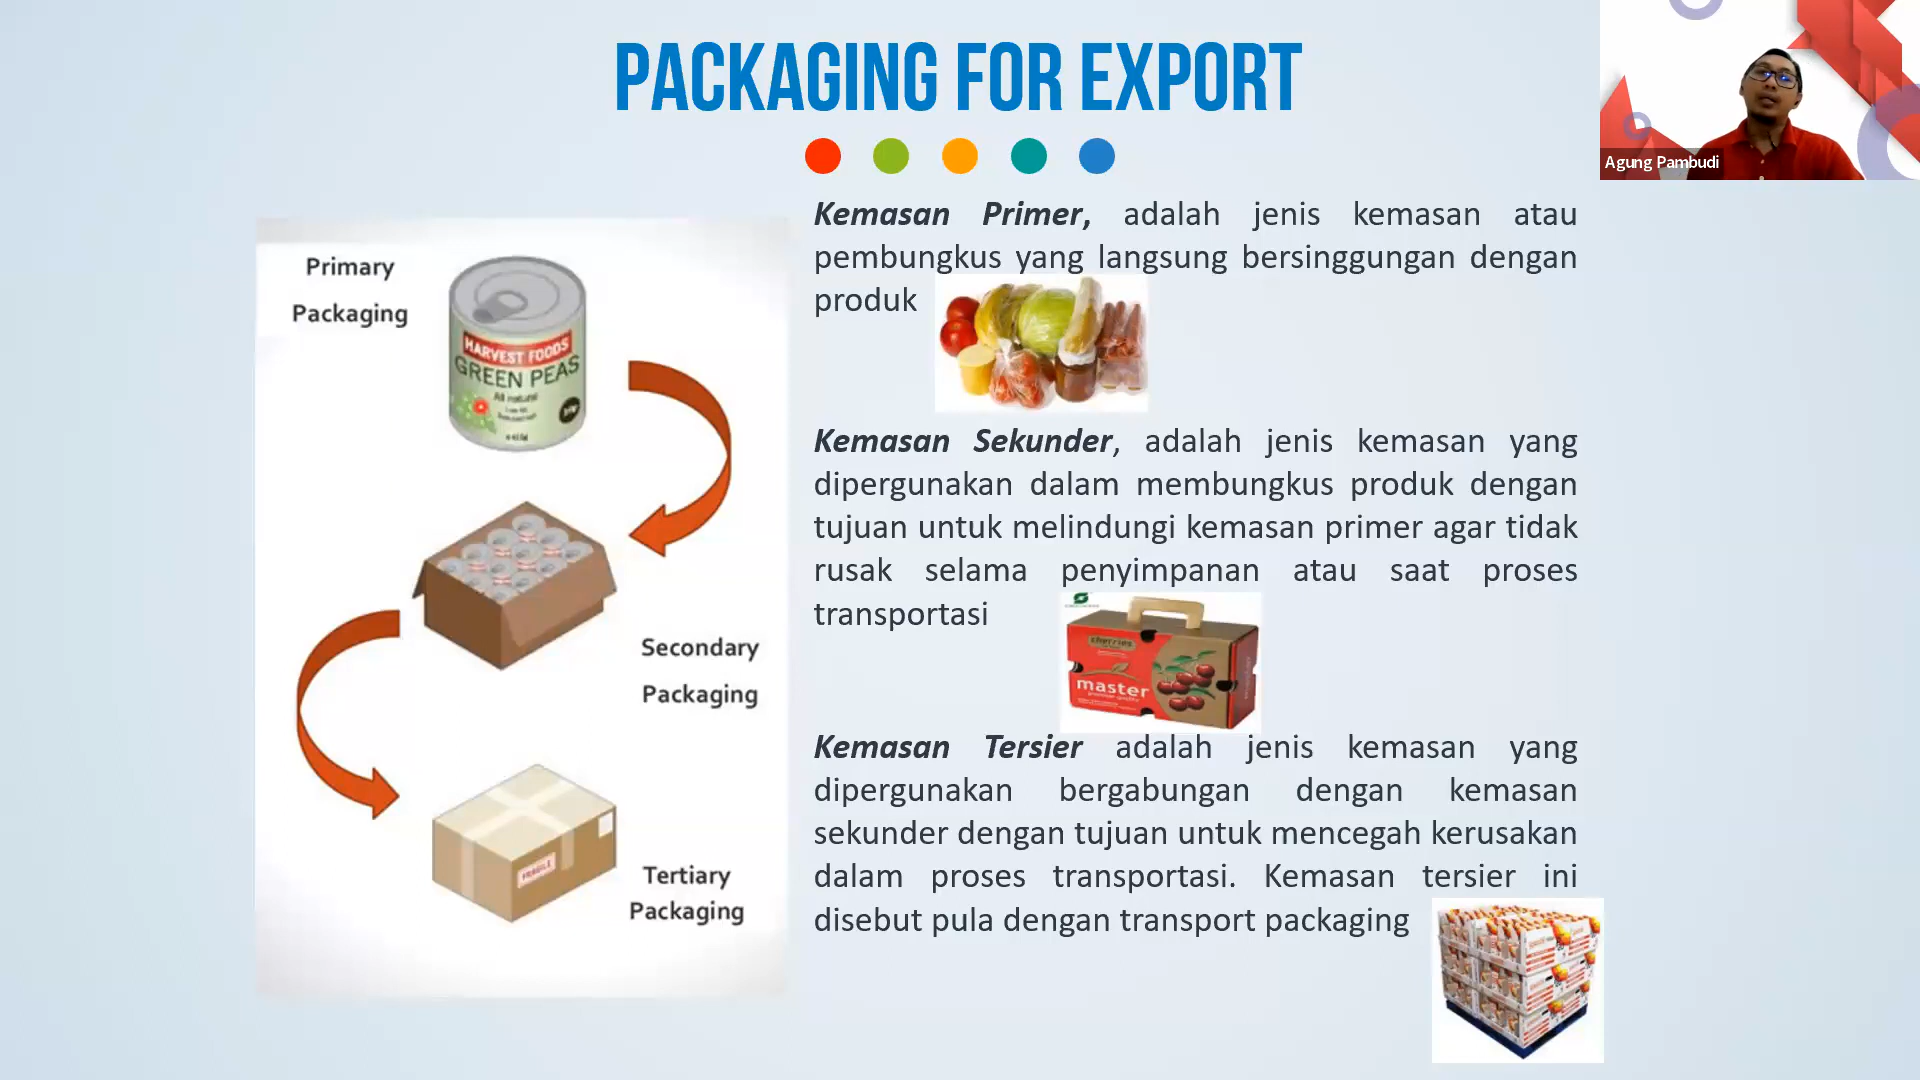 PACKAGING FOR EXPORT
Agung Pambudi
Primary
Packaging
HARVEST FOODS
GREEN PEAS
All natural
Secondary
Packaging
FRAGILE
Tertiary
Packaging
Kemasan Primer, adalah jenis kemasan atau
pembungkus yang langsung bersinggungan dengan
produk
Kemasan Sekunder, adalah jenis kemasan yang
dipergunakan dalam membungkus produk dengan
tujuan untuk melindungi kemasan primer agar tidak
rusak selama penyimpanan atau saat proses
transportasi
cherries
master
Kemasan Tersier adalah jenis kemasan yang
dipergunakan bergabungan dengan kemasan
sekunder dengan tujuan untuk mencegah kerusakan
dalam proses transportasi. Kemasan tersier ini
disebut pula dengan transport packaging